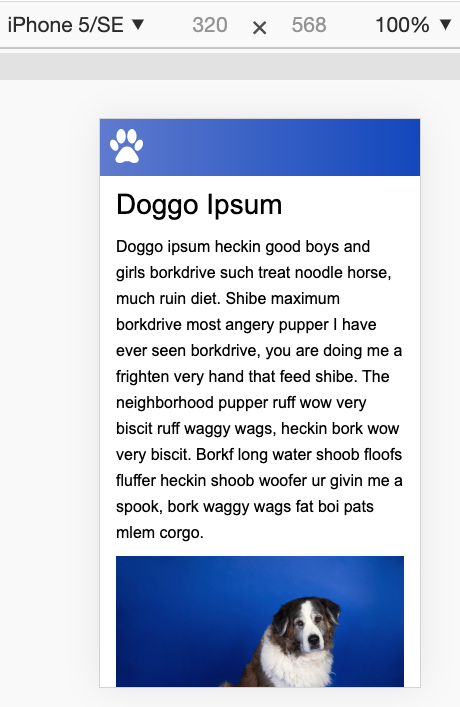 iPhone 5/SE ▼ 320 × 568 100% ▼
Doggo Ipsum
Doggo ipsum heckin good boys and
girls borkdrive such treat noodle horse,
much ruin diet. Shibe maximum
borkdrive most angery pupper I have
ever seen borkdrive, you are doing me a
frighten very hand that feed shibe. The
neighborhood pupper ruff wow very
biscit ruff waggy wags, heckin bork wow
very biscit. Borkf long water shoob floofs
fluffer heckin shoob woofer ur givin me a
spook, bork waggy wags fat boi pats
mlem corgo.